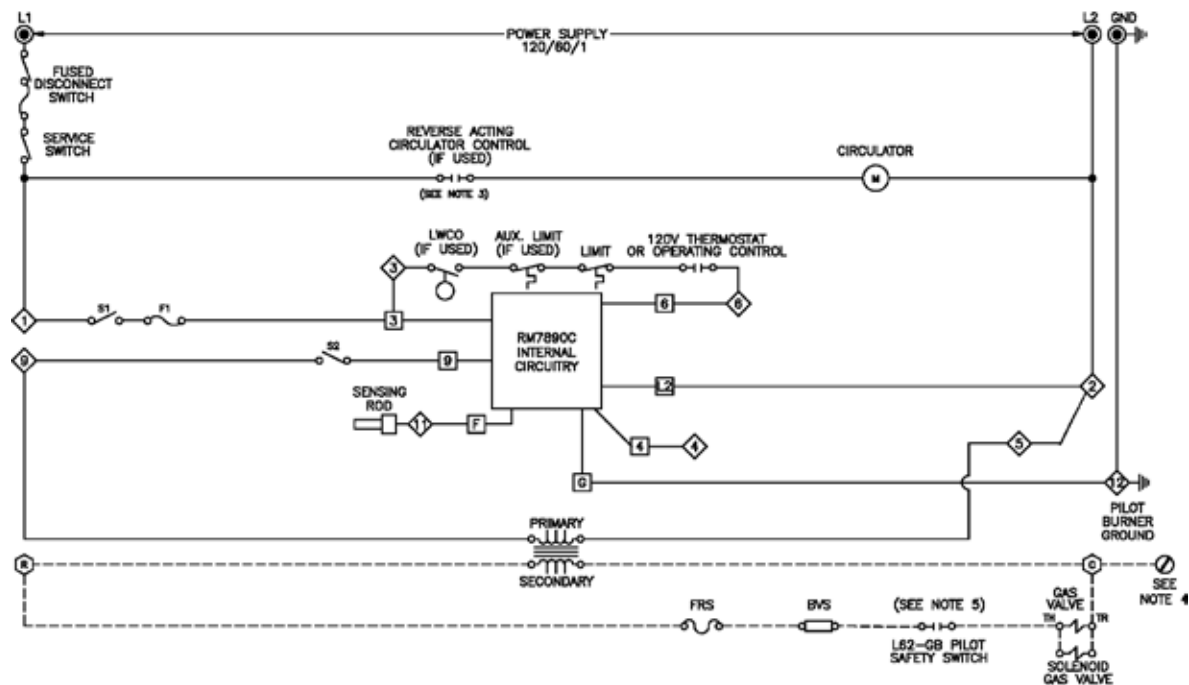 L1
L2 GND
POWER SUPPLY
120/60/1
FUSED
DISCONNECT
SWITCH
SERVICE
SWITCH
REVERSE ACTING
CIRCULATOR CONTROL
(IF USED)
(SEE NOTE 3)
CIRCULATOR
M
LWCO
(IF USED)
AUX. LIMIT
(IF USED)
LIMIT
120V THERMOSTAT
OR OPERATING CONTROL
3
1
S1
F1
3
6
6
RM7890C
INTERNAL
CIRCUITRY
9
S2
9
L2
2
SENSING
ROD
11
F
4
4
5
G
12
PILOT
BURNER
GROUND
PRIMARY
SECONDARY
R
C
SEE
NOTE 4
FRS
BVS
(SEE NOTE 5)
L62-GB PILOT
SAFETY SWITCH
GAS
VALVE
TH
TR
SOLENOID
GAS VALVE